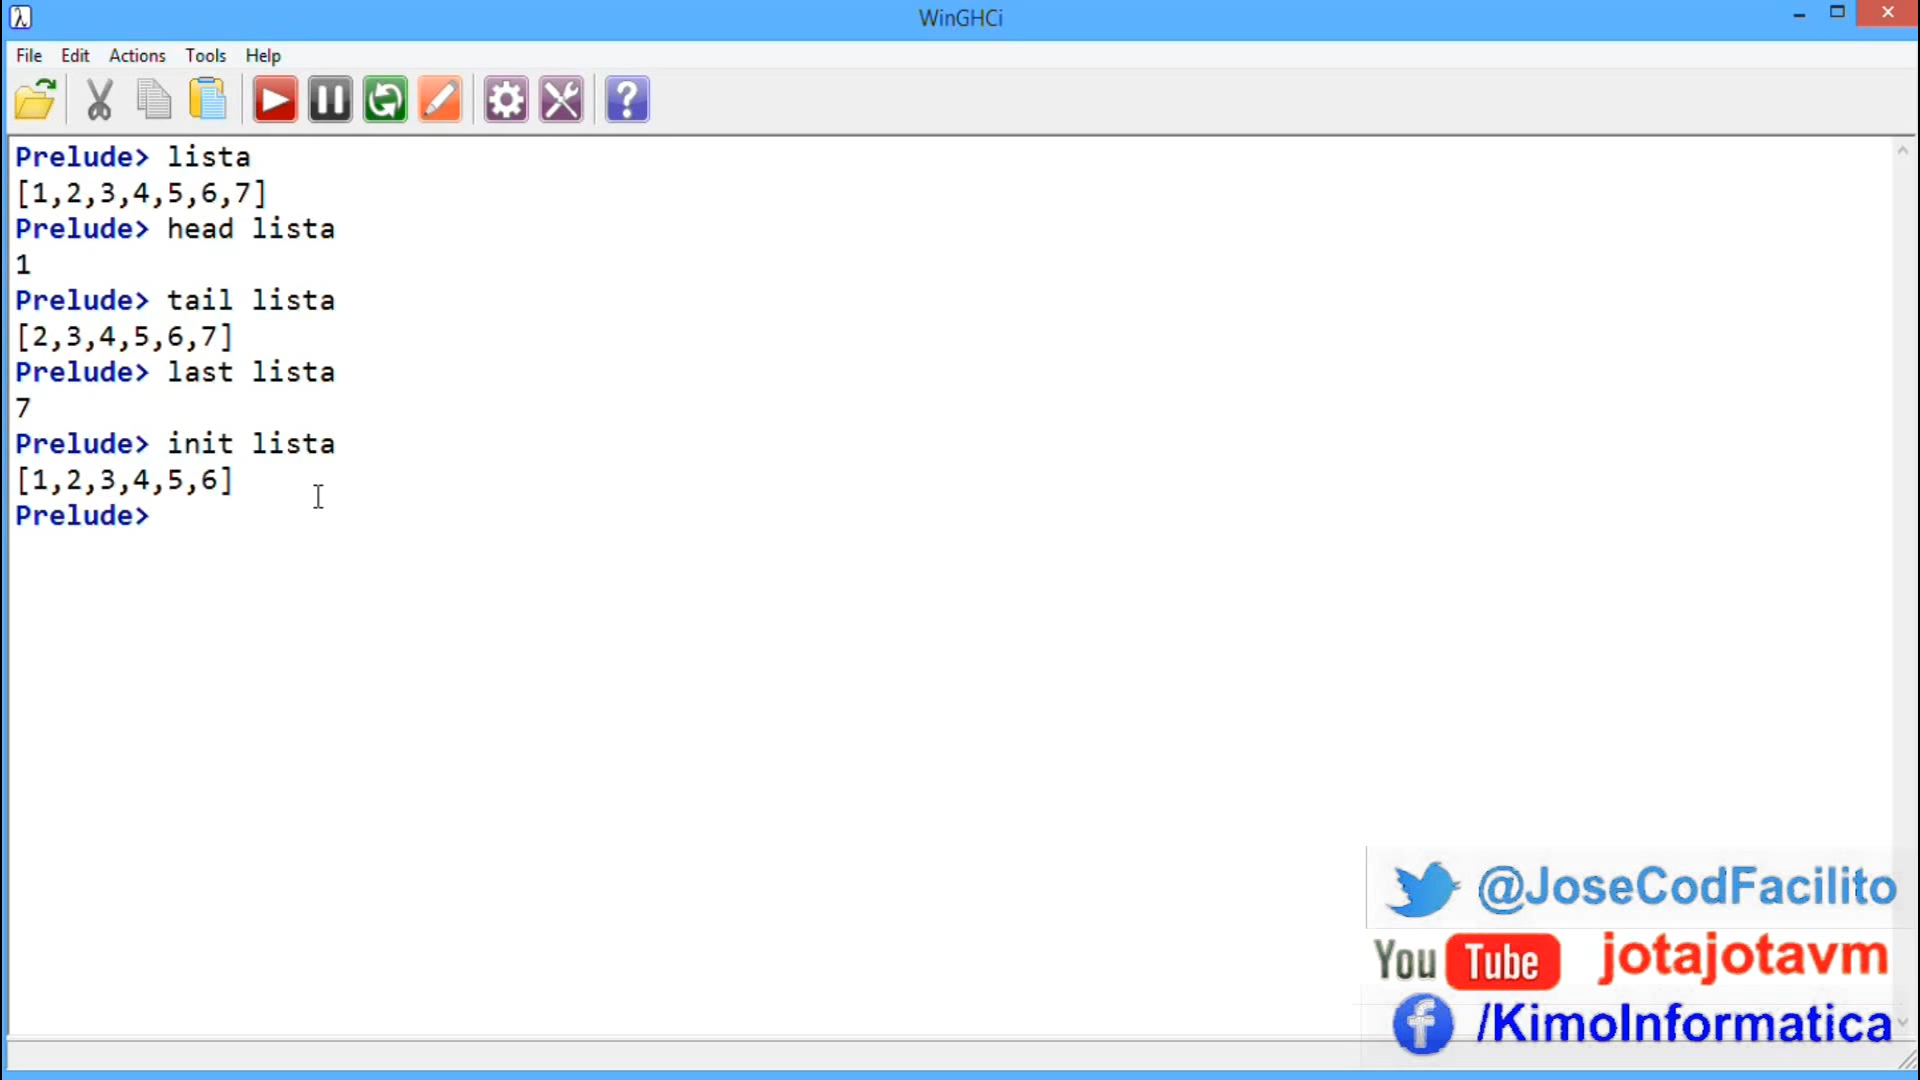 WinGHCi
File Edit Actions Tools Help
Prelude> lista
[1,2,3,4,5,6,7]
Prelude> head lista
1
Prelude> tail lista
[2,3,4,5,6,7]
Prelude> last lista
7
Prelude> init lista
[1,2,3,4,5,6]
Prelude>
@JoseCodFacilito
You Tube jotajotavm
/KimoInformatica